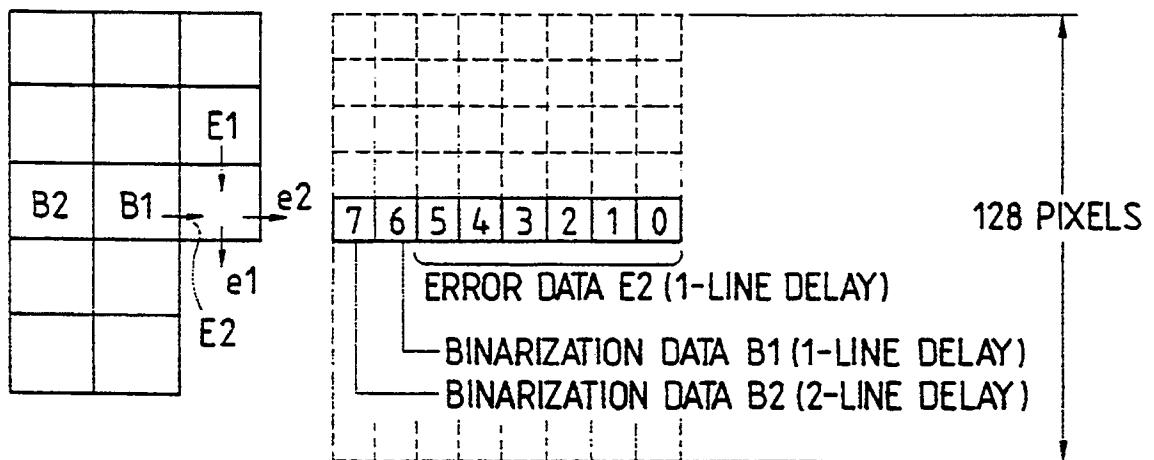 E1
B2 B1 e2
e1
E2
7 6 5 4 3 2 1 0
128 PIXELS
ERROR DATA E2 (1-LINE DELAY)
BINARIZATION DATA B1 (1-LINE DELAY)
BINARIZATION DATA B2 (2-LINE DELAY)